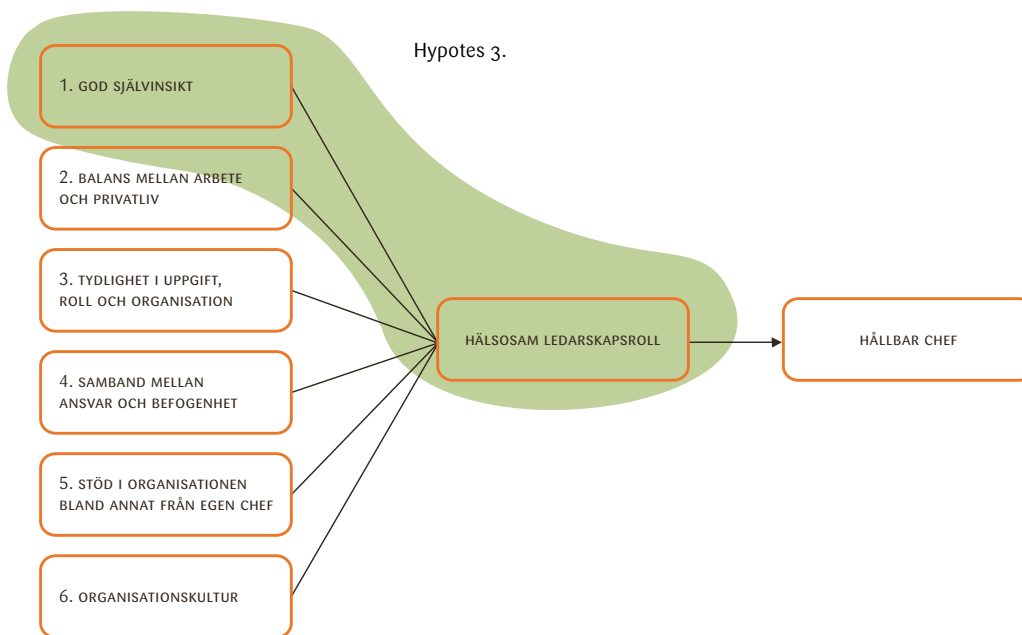 Hypotes 3.
1. GOD SJÄLVINSIKT
2. BALANS MELLAN ARBETE
OCH PRIVATLIV
3. TYDLIGHET I UPPGIFT,
ROLL OCH ORGANISATION
4. SAMBAND MELLAN
ANSVAR OCH BEFOGENHET
5. STÖD I ORGANISATIONEN
BLAND ANNAT FRÅN EGEN CHEF
6. ORGANISATIONSKULTUR
HÄLSOSAM LEDARSKAPSROLL
HÅLLBAR CHEF